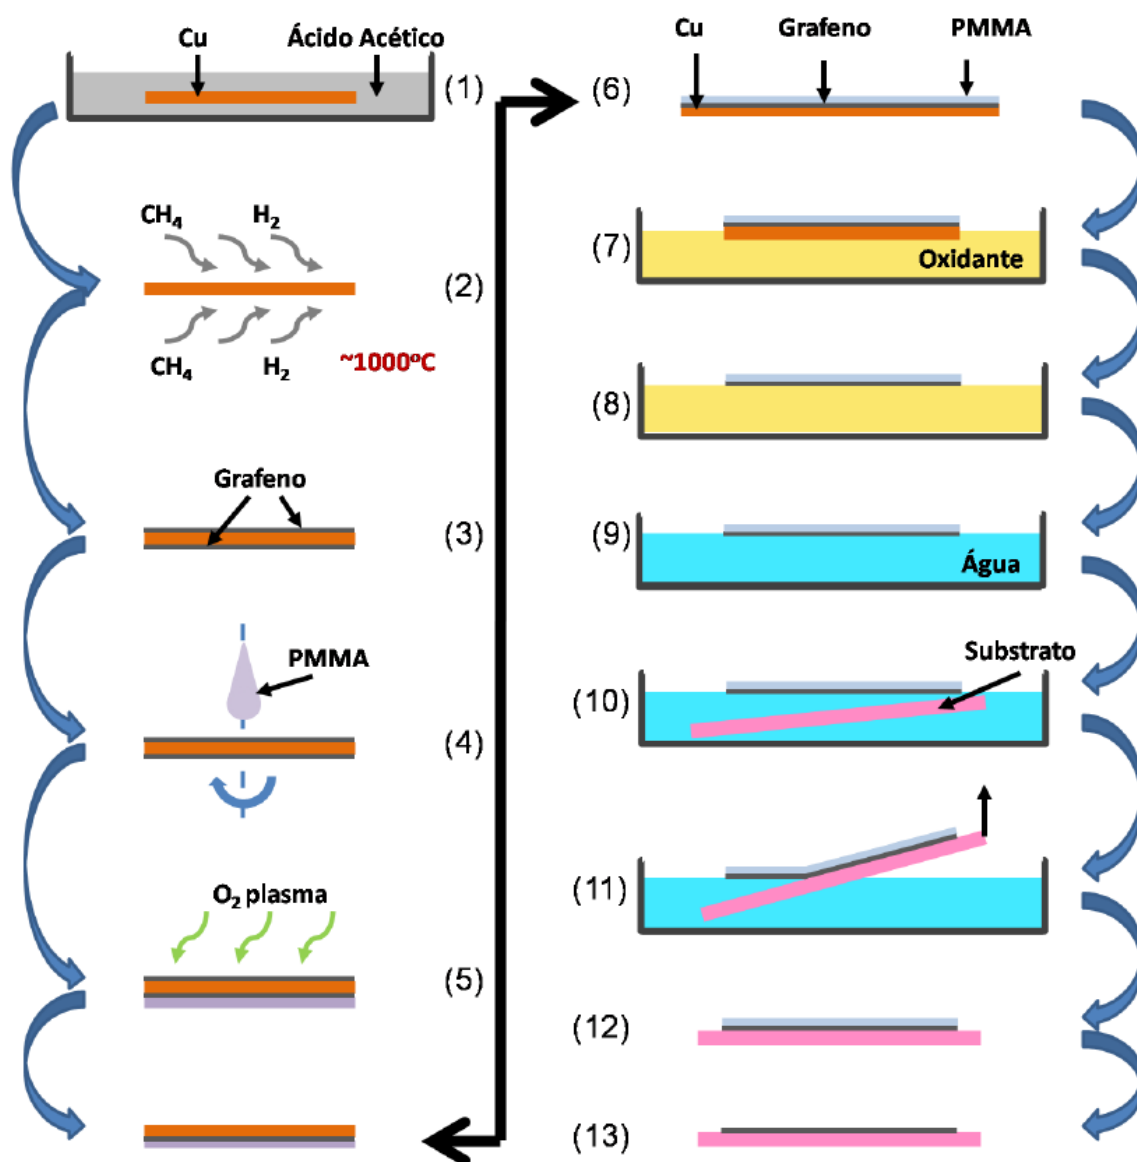 Cu
Ácido Acético
(1)
CH₄
H₂
(2)
CH₄
H₂
~1000ºC
Grafeno
(3)
PMMA
(4)
O₂ plasma
(5)
(6)
Cu
Grafeno
PMMA
(7)
Oxidante
(8)
(9)
Água
Substrato
(10)
(11)
(12)
(13)